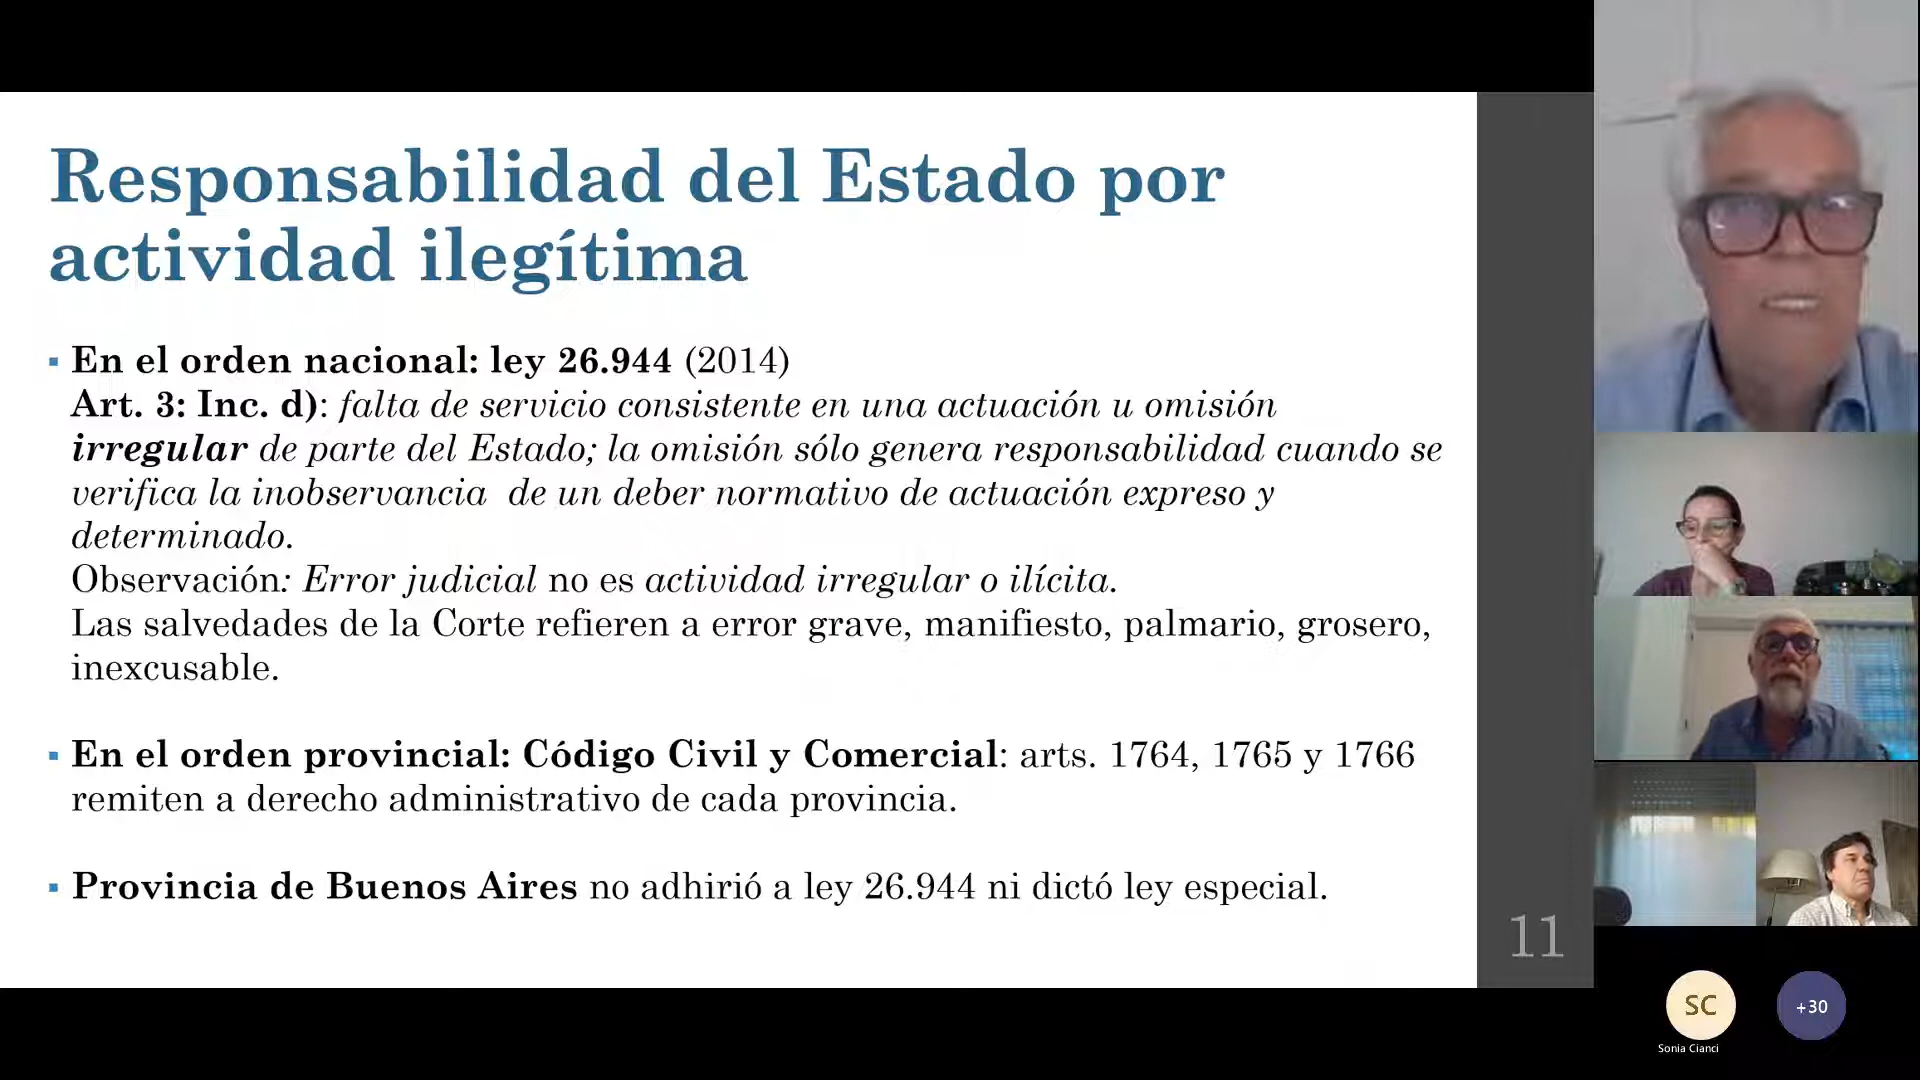 Responsabilidad del Estado por
actividad ilegítima
▪ En el orden nacional: ley 26.944 (2014)
Art. 3: Inc. d): falta de servicio consistente en una actuación u omisión
irregular de parte del Estado; la omisión sólo genera responsabilidad cuando se
verifica la inobservancia de un deber normativo de actuación expreso y
determinado.
Observación: Error judicial no es actividad irregular o ilícita.
Las salvedades de la Corte refieren a error grave, manifiesto, palmario, grosero,
inexcusable.
▪ En el orden provincial: Código Civil y Comercial: arts. 1764, 1765 y 1766
remiten a derecho administrativo de cada provincia.
▪ Provincia de Buenos Aires no adhirió a ley 26.944 ni dictó ley especial.
11
SC
+30
Sonia Cianci